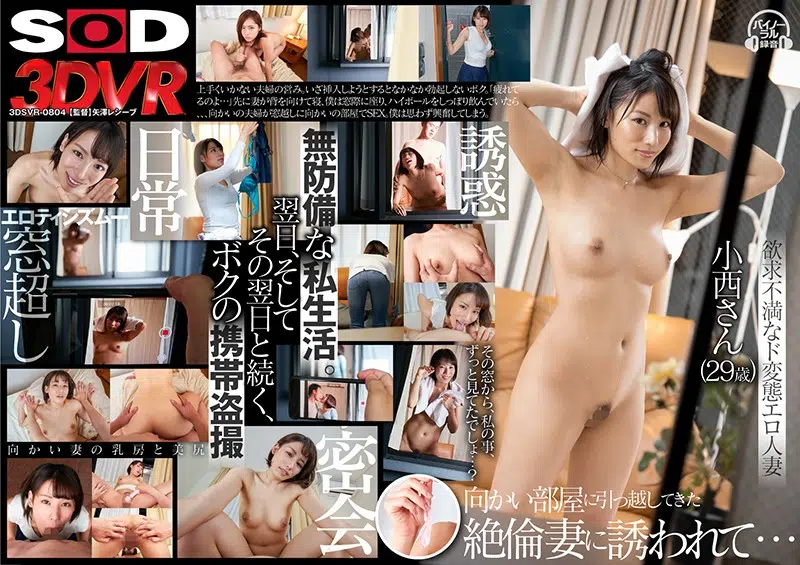 SOD
3DVR
3DSVR-0804【監督】矢澤レシーブ
上手くいかない夫婦の営み。いざ挿入しようとするとなかなか勃起しないボク。「疲れて
るのよ…」先に妻が背を向けて寝、僕は窓際に座り、ハイボールをしっぽり飲んでいたら
、、、向かいの夫婦が窓越しに向かいの部屋でSEX。僕は思わず興奮してしまう。
バイノーラル
録音
日常
誘惑
エロティシズムー
窓越し
無防備な私生活。
翌日、そして
その翌日と続く、
ボクの携帯盗撮
向かい妻の乳房と美尻
密会
その窓から、私の事、
ずっと見てたでしょ…?
欲求不満なド変態エロ人妻
小西さん(29歳)
向かい部屋に引っ越してきた
絶倫妻に誘われて…